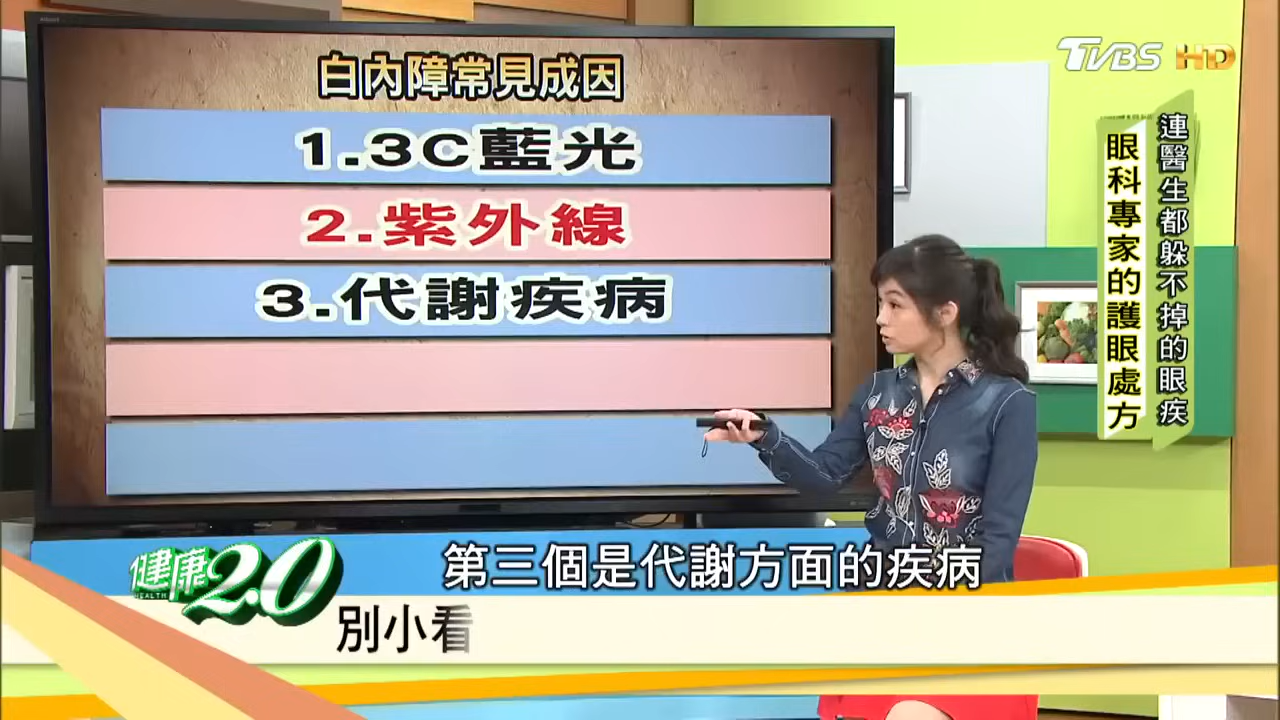 白內障常見成因
1.3C藍光
2.紫外線
3.代謝疾病
TVBS HD
連醫生都躲不掉的眼疾
眼科專家的護眼處方
健康2.0
HEALTH
第三個是代謝方面的疾病
別小看